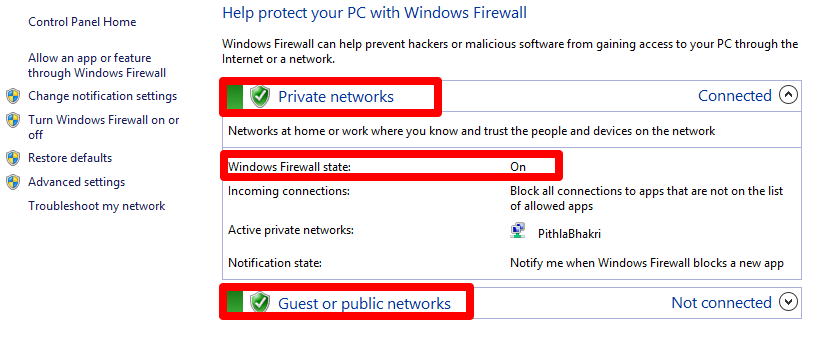 Control Panel Home
Allow an app or feature
through Windows Firewall
Change notification settings
Turn Windows Firewall on or
off
Restore defaults
Advanced settings
Troubleshoot my network
Help protect your PC with Windows Firewall
Windows Firewall can help prevent hackers or malicious software from gaining access to your PC through the
Internet or a network.
Private networks Connected
Networks at home or work where you know and trust the people and devices on the network
Windows Firewall state: On
Incoming connections: Block all connections to apps that are not on the list
of allowed apps
Active private networks: PithlaBhakri
Notification state: Notify me when Windows Firewall blocks a new app
Guest or public networks Not connected